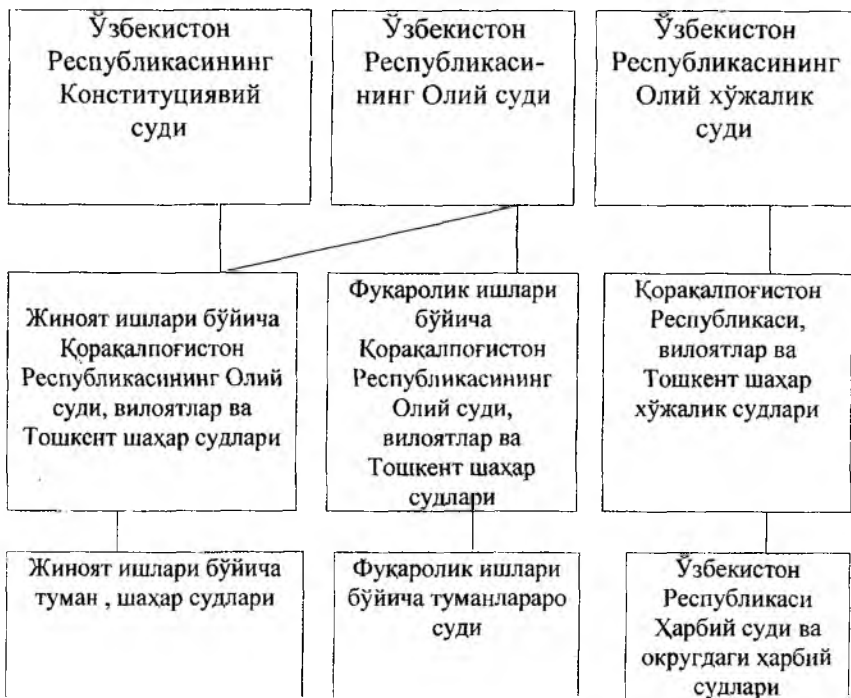 Ўзбекистон
Республикасининг
Конституциявий
суди
Ўзбекистон
Республикаси-
нинг Олий суди
Ўзбекистон
Республикасининг
Олий хўжалик
суди
Жиноят ишлари бўйича
Қорақалпоғистон
Республикасининг Олий
суди, вилоятлар ва
Тошкент шаҳар судлари
Фуқаролик ишлари
бўйича
Қорақалпоғистон
Республикасининг
Олий суди,
вилоятлар ва
Тошкент шаҳар
судлари
Қорақалпоғистон
Республикаси,
вилоятлар ва
Тошкент шаҳар
хўжалик судлари
Жиноят ишлари бўйича
туман , шаҳар судлари
Фуқаролик ишлари
бўйича туманлараро
суди
Ўзбекистон
Республикаси
Ҳарбий суди ва
округдаги ҳарбий
судлари